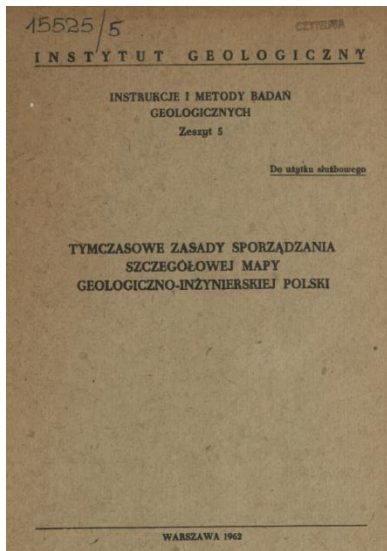 15525/5
CZYTELNIA
INSTYTUT GEOLOGICZNY
INSTRUKCJE I METODY BADAŃ
GEOLOGICZNYCH
Zeszyt 5
Do użytku służbowego
TYMCZASOWE ZASADY SPORZĄDZANIA
SZCZEGÓŁOWEJ MAPY
GEOLOGICZNO-INŻYNIERSKIEJ POLSKI
WARSZAWA 1962